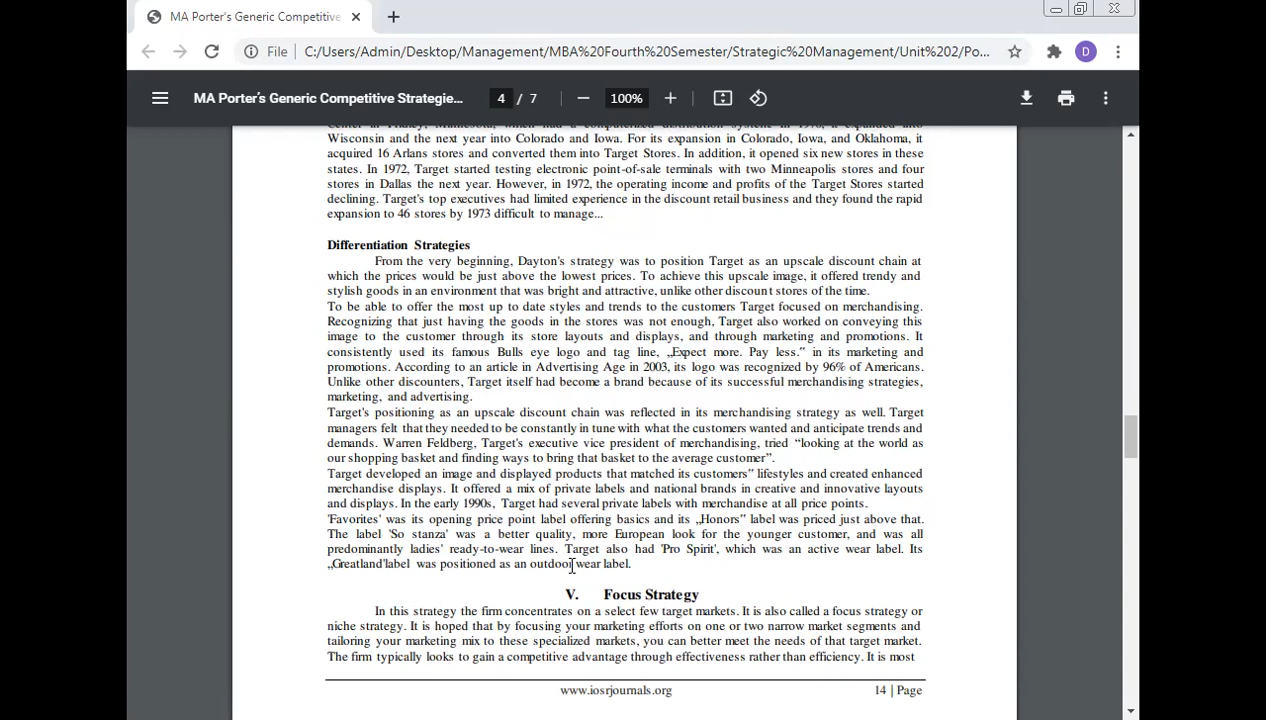 MA Porter's Generic Competitive
File C:/Users/Admin/Desktop/Management/MBA%20Fourth%20Semester/Strategic%20Management/Unit%202/Po...
D
MA Porter's Generic Competitive Strategie...
4 / 7
100%
Wisconsin and the next year into Colorado and Iowa. For its expansion in Colorado, Iowa, and Oklahoma, it
acquired 16 Arlans stores and converted them into Target Stores. In addition, it opened six new stores in these
states. In 1972, Target started testing electronic point-of-sale terminals with two Minneapolis stores and four
stores in Dallas the next year. However, in 1972, the operating income and profits of the Target Stores started
declining. Target's top executives had limited experience in the discount retail business and they found the rapid
expansion to 46 stores by 1973 difficult to manage...
Differentiation Strategies
From the very beginning, Dayton's strategy was to position Target as an upscale discount chain at
which the prices would be just above the lowest prices. To achieve this upscale image, it offered trendy and
stylish goods in an environment that was bright and attractive, unlike other discount stores of the time.
To be able to offer the most up to date styles and trends to the customers Target focused on merchandising.
Recognizing that just having the goods in the stores was not enough, Target also worked on conveying this
image to the customer through its store layouts and displays, and through marketing and promotions. It
consistently used its famous Bulls eye logo and tag line, „Expect more. Pay less.‟ in its marketing and
promotions. According to an article in Advertising Age in 2003, its logo was recognized by 96% of Americans.
Unlike other discounters, Target itself had become a brand because of its successful merchandising strategies,
marketing, and advertising.
Target's positioning as an upscale discount chain was reflected in its merchandising strategy as well. Target
managers felt that they needed to be constantly in tune with what the customers wanted and anticipate trends and
demands. Warren Feldberg, Target's executive vice president of merchandising, tried “looking at the world as
our shopping basket and finding ways to bring that basket to the average customer”.
Target developed an image and displayed products that matched its customers‟ lifestyles and created enhanced
merchandise displays. It offered a mix of private labels and national brands in creative and innovative layouts
and displays. In the early 1990s, Target had several private labels with merchandise at all price points.
'Favorites' was its opening price point label offering basics and its „Honors‟ label was priced just above that.
The label 'So stanza' was a better quality, more European look for the younger customer, and was all
predominantly ladies' ready-to-wear lines. Target also had 'Pro Spirit', which was an active wear label. Its
„Greatland'label was positioned as an outdoor wear label.
V. Focus Strategy
In this strategy the firm concentrates on a select few target markets. It is also called a focus strategy or
niche strategy. It is hoped that by focusing your marketing efforts on one or two narrow market segments and
tailoring your marketing mix to these specialized markets, you can better meet the needs of that target market.
The firm typically looks to gain a competitive advantage through effectiveness rather than efficiency. It is most
www.iosrjournals.org 14 | Page